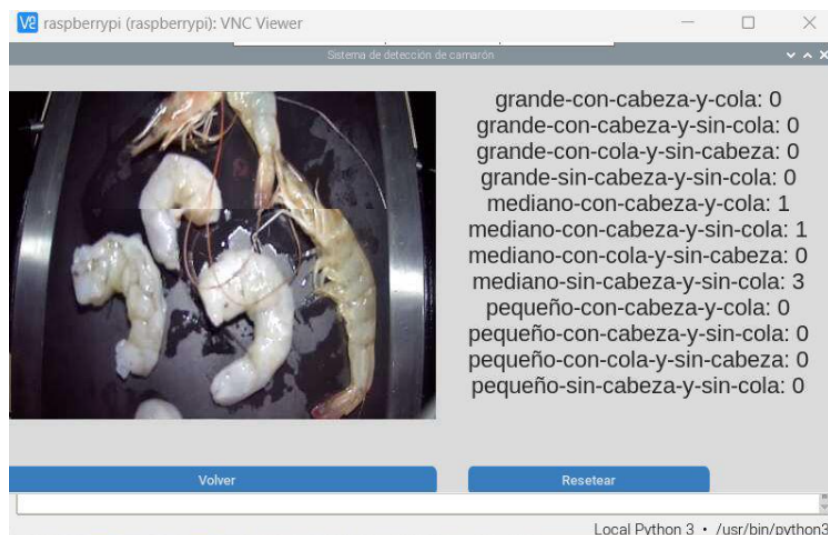 VE raspberrypi (raspberrypi): VNC Viewer
Sistema de detección de camarón
grande-con-cabeza-y-cola: 0
grande-con-cabeza-y-sin-cola: 0
grande-con-cola-y-sin-cabeza: 0
grande-sin-cabeza-y-sin-cola: 0
mediano-con-cabeza-y-cola: 1
mediano-con-cabeza-y-sin-cola: 1
mediano-con-cola-y-sin-cabeza: 0
mediano-sin-cabeza-y-sin-cola: 3
pequeño-con-cabeza-y-cola: 0
pequeño-con-cabeza-y-sin-cola: 0
pequeño-con-cola-y-sin-cabeza: 0
pequeño-sin-cabeza-y-sin-cola: 0
Volver
Resetear
Local Python 3 • /usr/bin/python3